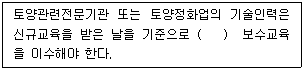 토양관련전문기관 또는 토양정화업의 기술인력은
신규교육을 받은 날을 기준으로 (   ) 보수교육
을 이수해야 한다.